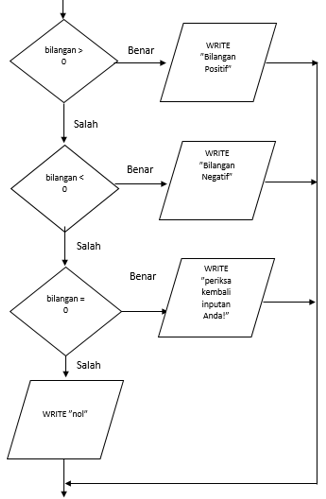 bilangan >
0
Benar
WRITE
"Bilangan
Positif"
Salah
bilangan <
0
Benar
WRITE
"Bilangan
Negatif"
Salah
bilangan =
0
Benar
WRITE
"periksa
kembali
inputan
Anda!"
Salah
WRITE "nol"